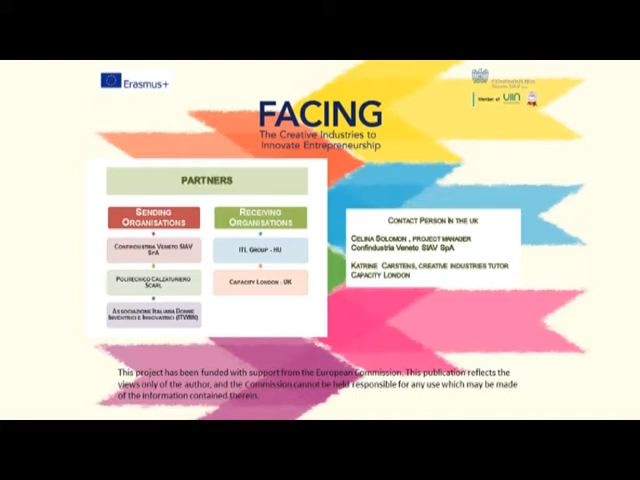 Erasmus+
Member of UIIN
FACING
The Creative Industries to
Innovate Entrepreneurship
PARTNERS
SENDING
ORGANISATIONS
RECEIVING
ORGANISATIONS
CONFINDUSTRIA VENETO SIAV
SPA
ITL GROUP - HU
POLITECNICO CALZATURIERO
SCARL
CAPACITY LONDON - UK
ASSOCIAZIONE ITALIANA DONNE
INVENTRICI E INNOVATRICI (ITWIIN)
CONTACT PERSON IN THE UK
CELINA SOLOMON , PROJECT MANAGER
Confindustria Veneto SIAV SpA
KATRINE CARSTENS, CREATIVE INDUSTRIES TUTOR
CAPACITY LONDON
This project has been funded with support from the European Commission. This publication reflects the
views only of the author, and the Commission cannot be held responsible for any use which may be made
of the information contained therein.